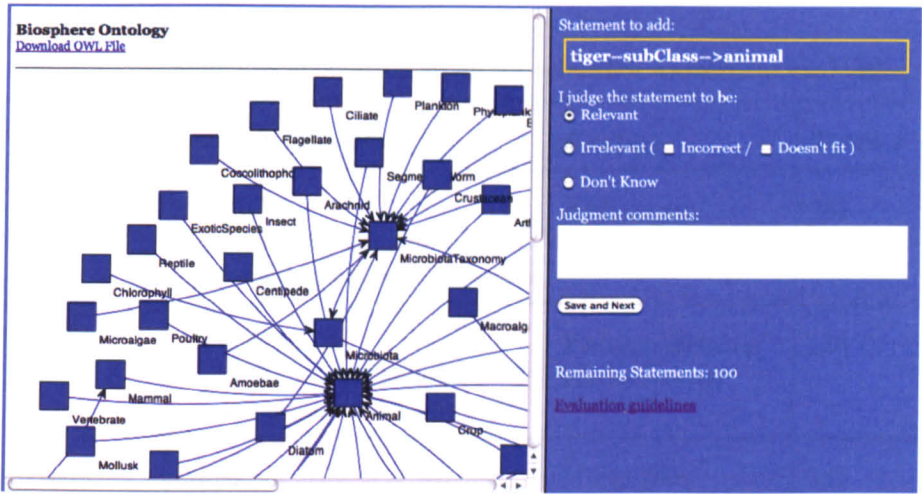 Biosphere Ontology
Download OWL File
Plankton
Ciliate
Flagellate
Segme
Worm
Arachnid
Crustacean
Insect
ExoticSpecies
MicrobiotaTaxonomy
Reptile
Centipede
Chlorophyll
Microalgae
Poultry
Microbiota
Amoebae
Mammal
Animal
Vertebrate
Crop
Diatom
Mollusk
Statement to add:
tiger--subClass-->animal
I judge the statement to be:
Relevant
Irrelevant ( Incorrect / Doesn't fit )
Don't Know
Judgment comments:
Save and Next
Remaining Statements: 100
Evaluation guidelines